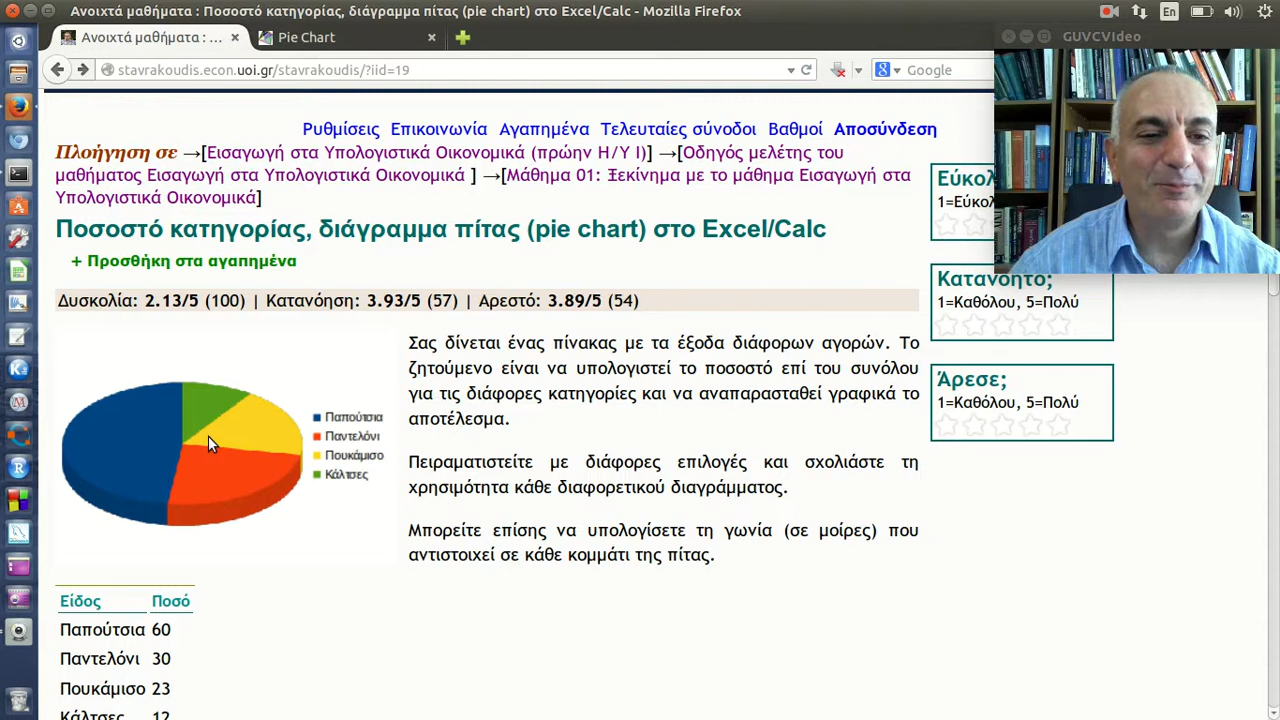 Ανοιχτά μαθήματα : Ποσοστό κατηγορίας, διάγραμμα πίτας (pie chart) στο Excel/Calc - Mozilla Firefox
En
Ανοιχτά μαθήματα : ...
Pie Chart
GUVCVideo
stavrakoudis.econ.uoi.gr/stavrakoudis/?iid=19
Google
Ρυθμίσεις Επικοινωνία Αγαπημένα Τελευταίες σύνοδοι Βαθμοί Αποσύνδεση
Πλοήγηση σε →[Εισαγωγή στα Υπολογιστικά Οικονομικά (πρώην Η/Υ Ι)] →[Οδηγός μελέτης του
μαθήματος Εισαγωγή στα Υπολογιστικά Οικονομικά ] →[Μάθημα 01: Ξεκίνημα με το μάθημα Εισαγωγή στα
Υπολογιστικά Οικονομικά]
Ποσοστό κατηγορίας, διάγραμμα πίτας (pie chart) στο Excel/Calc
+ Προσθήκη στα αγαπημένα
Δυσκολία: 2.13/5 (100) | Κατανόηση: 3.93/5 (57) | Αρεστό: 3.89/5 (54)
Παπούτσια
Παντελόνι
Πουκάμισο
Κάλτσες
Σας δίνεται ένας πίνακας με τα έξοδα διάφορων αγορών. Το
ζητούμενο είναι να υπολογιστεί το ποσοστό επί του συνόλου
για τις διάφορες κατηγορίες και να αναπαρασταθεί γραφικά το
αποτέλεσμα.
Πειραματιστείτε με διάφορες επιλογές και σχολιάστε τη
χρησιμότητα κάθε διαφορετικού διαγράμματος.
Μπορείτε επίσης να υπολογίσετε τη γωνία (σε μοίρες) που
αντιστοιχεί σε κάθε κομμάτι της πίτας.
Είδος Ποσό
Παπούτσια 60
Παντελόνι 30
Πουκάμισο 23
Κάλτσες 12
Εύκολ
1=Εύκολ
Κατανοητό;
1=Καθόλου, 5=Πολύ
Άρεσε;
1=Καθόλου, 5=Πολύ